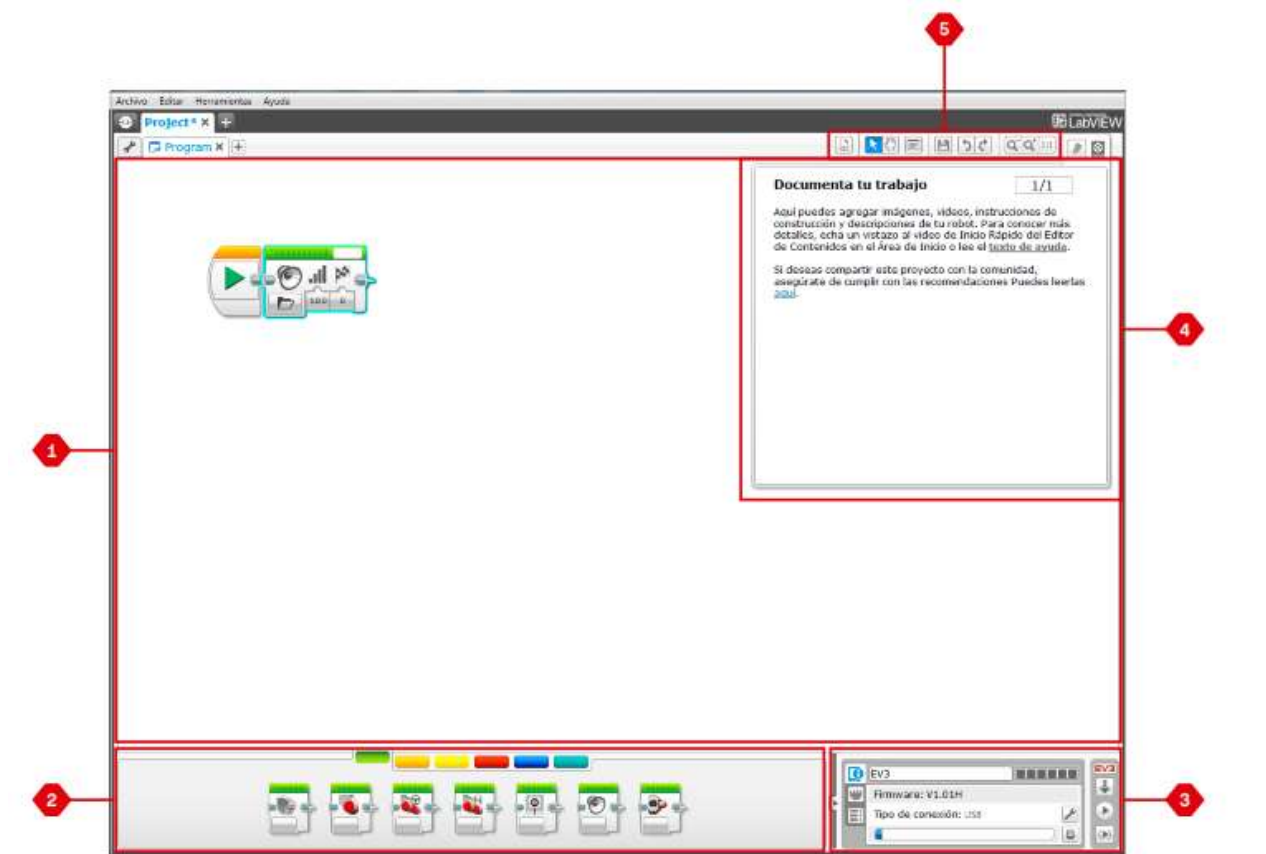 5
Archivo Editar Herramientas Ayuda
Project* × +
LabVIEW
Program × +
1:1
Documenta tu trabajo 1/1
Aquí puedes agregar imágenes, videos, instrucciones de
construcción y descripciones de tu robot. Para conocer más
detalles, echa un vistazo al video de Inicio Rápido del Editor
de Contenidos en el Área de Inicio o lee el texto de ayuda.
Si deseas compartir este proyecto con la comunidad,
asegúrate de cumplir con las recomendaciones Puedes leerlas
aquí.
100 0
4
1
2
EV3
EV3
Firmware: V1.01H
Tipo de conexión: USB
3